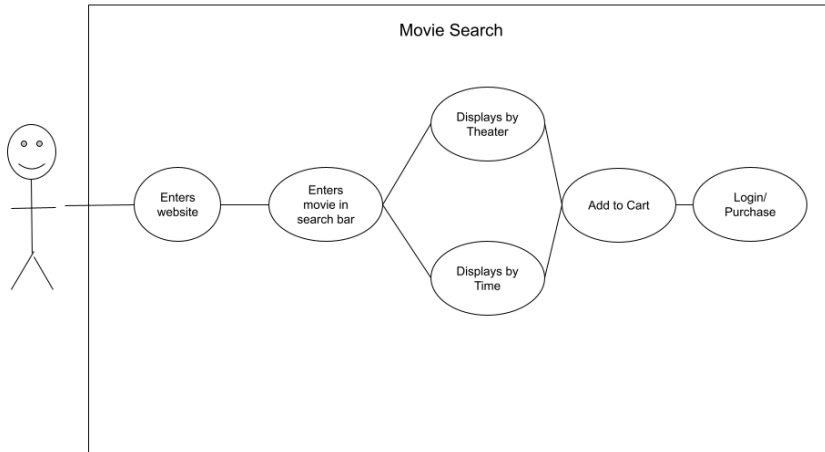 Movie Search
Displays by
Theater
Enters
website
Enters
movie in
search bar
Add to Cart
Login/
Purchase
Displays by
Time